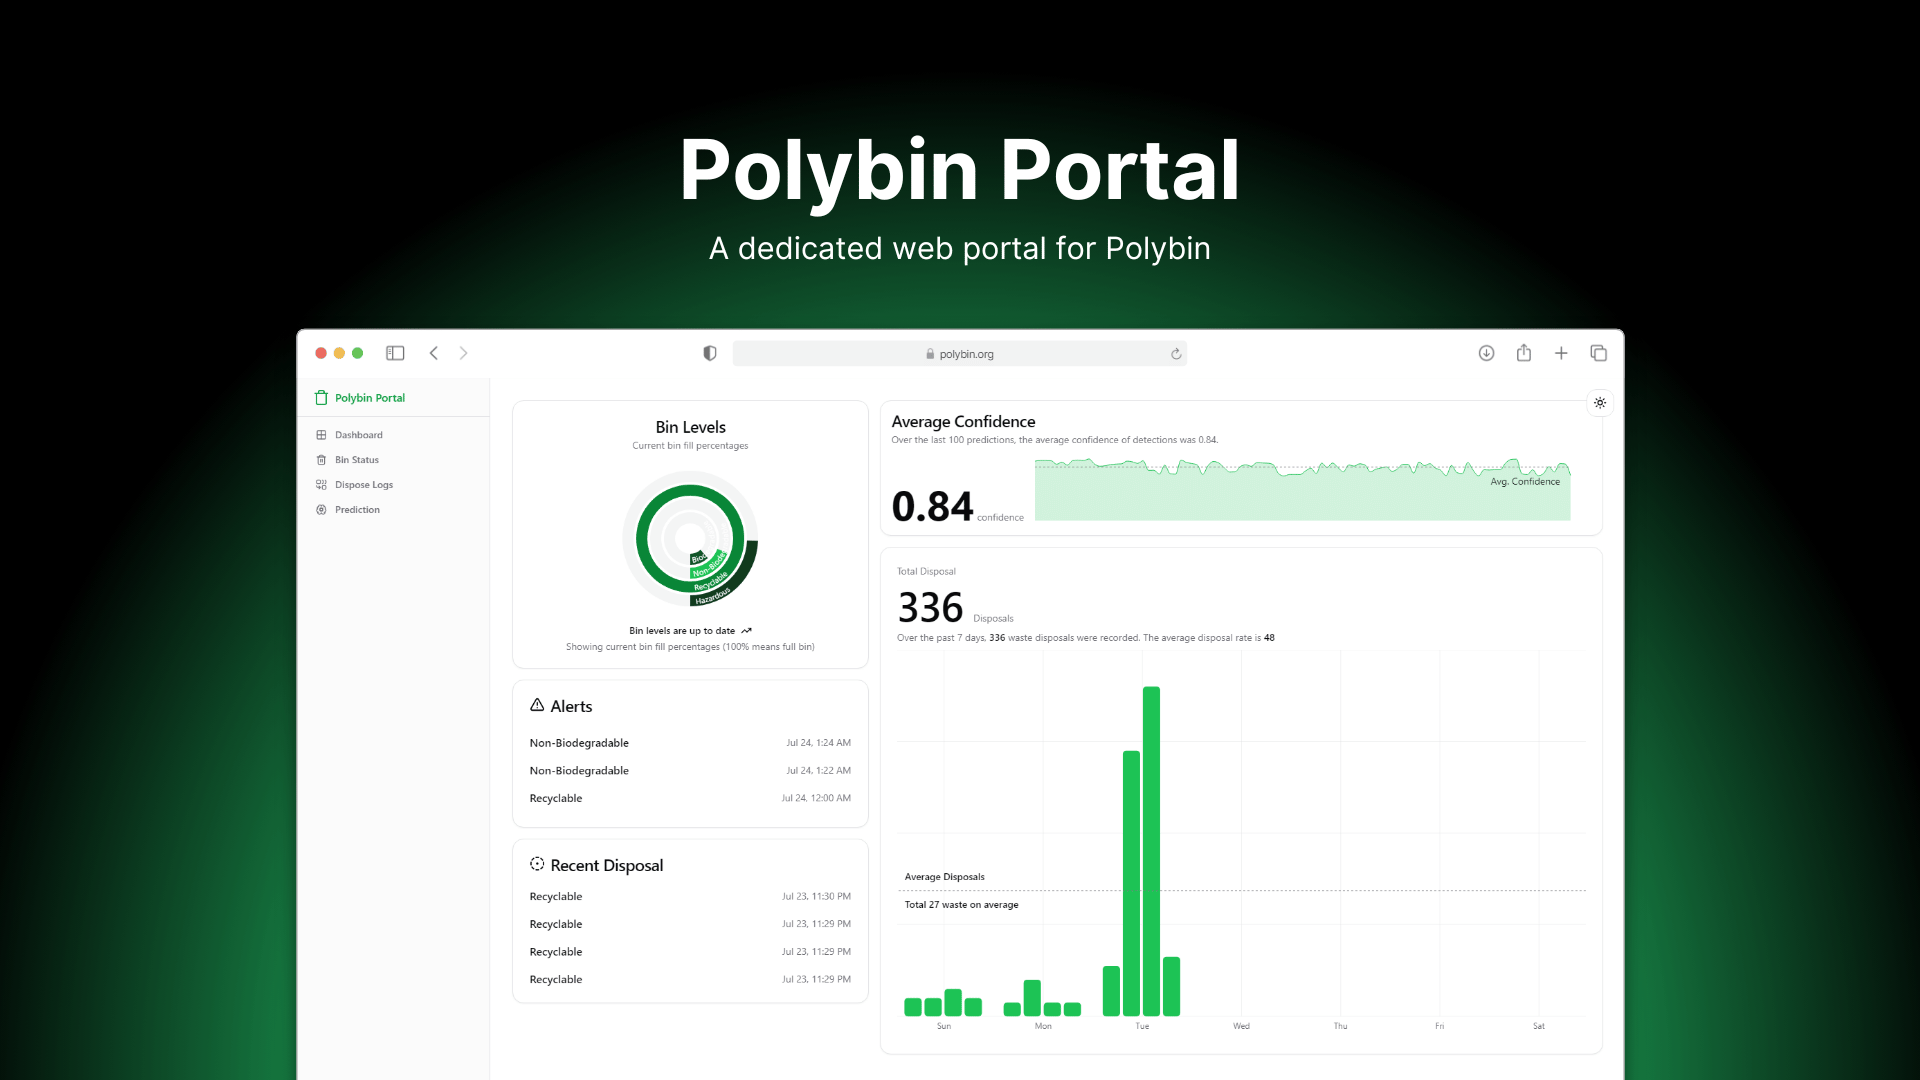 Polybin Portal
A dedicated web portal for Polybin
polybin.org
Polybin Portal
Dashboard
Bin Status
Dispose Logs
Prediction
Bin Levels
Current bin fill percentages
Non-Biode
Recyclable
Hazardous
Bin levels are up to date
Showing current bin fill percentages (100% means full bin)
Alerts
Non-Biodegradable Jul 24, 1:24 AM
Non-Biodegradable Jul 24, 1:22 AM
Recyclable Jul 24, 12:00 AM
Recent Disposal
Recyclable Jul 23, 11:30 PM
Recyclable Jul 23, 11:29 PM
Recyclable Jul 23, 11:29 PM
Recyclable Jul 23, 11:29 PM
Average Confidence
Over the last 100 predictions, the average confidence of detections was 0.84.
0.84 confidence
Avg. Confidence
Total Disposal
336 Disposals
Over the past 7 days, 336 waste disposals were recorded. The average disposal rate is 48
Average Disposals
Total 27 waste on average
Sun Mon Tue Wed Thu Fri Sat